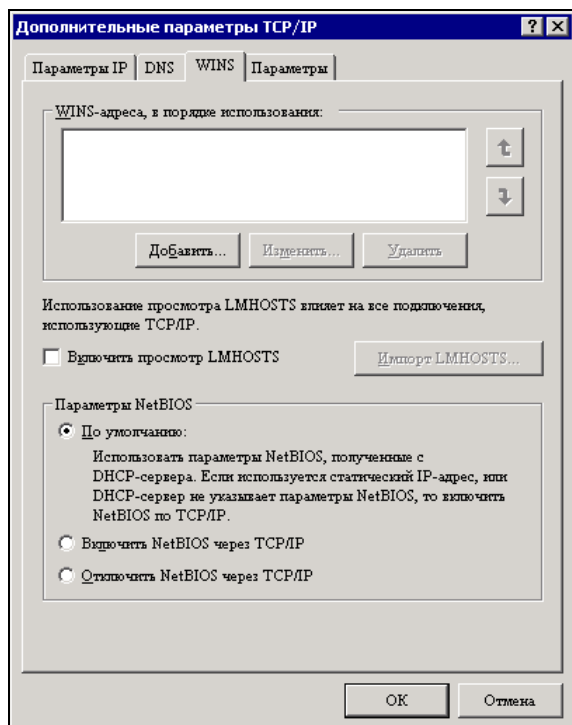 Дополнительные параметры TCP/IP
Параметры IP DNS WINS Параметры
WINS-адреса, в порядке использования:
Добавить... Изменить... Удалить
Использование просмотра LMHOSTS влияет на все подключения,
использующие TCP/IP.
Включить просмотр LMHOSTS Импорт LMHOSTS...
Параметры NetBIOS
По умолчанию:
Использовать параметры NetBIOS, полученные с
DHCP-сервера. Если используется статический IP-адрес, или
DHCP-сервер не указывает параметры NetBIOS, то включить
NetBIOS по TCP/IP.
Включить NetBIOS через TCP/IP
Отключить NetBIOS через TCP/IP
OK Отмена